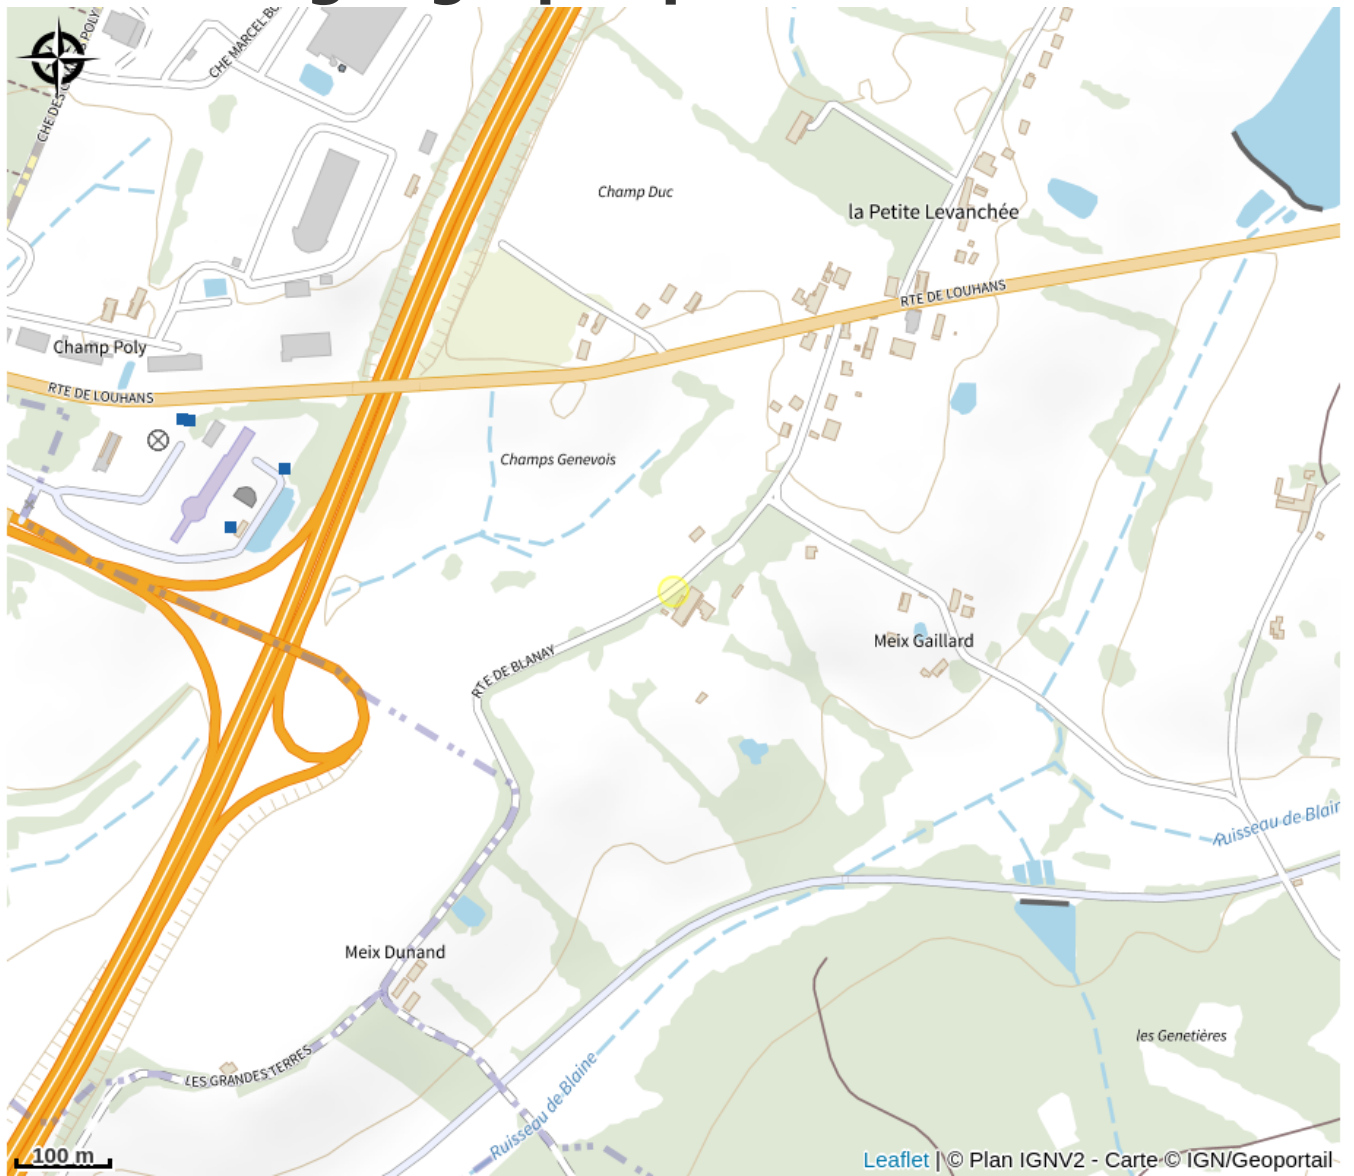 CHE MARCEL
CHE DES
Champ Duc
la Petite Levanchée
RTE DE LOUHANS
Champ Poly
RTE DE LOUHANS
Champs Genevois
Meix Gaillard
RTE DE BLANAY
Ruisseau de Blair
Meix Dunand
les Genetières
LES GRANDES TERRES
Ruisseau de Blaine
100 m
Leaflet | © Plan IGNV2 - Carte © IGN/Geoportail